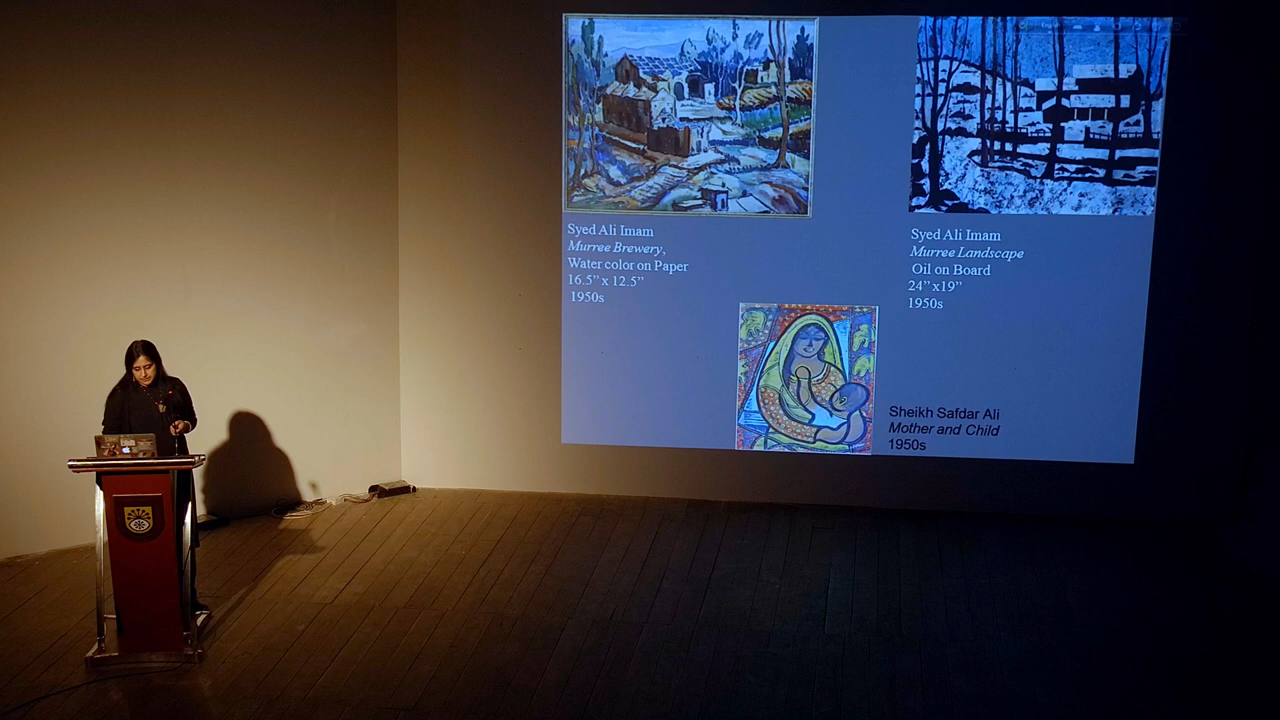 Syed Ali Imam
Murree Brewery,
Water color on Paper
16.5” x 12.5”
1950s
Syed Ali Imam
Murree Landscape
Oil on Board
24” x19”
1950s
Sheikh Safdar Ali
Mother and Child
1950s